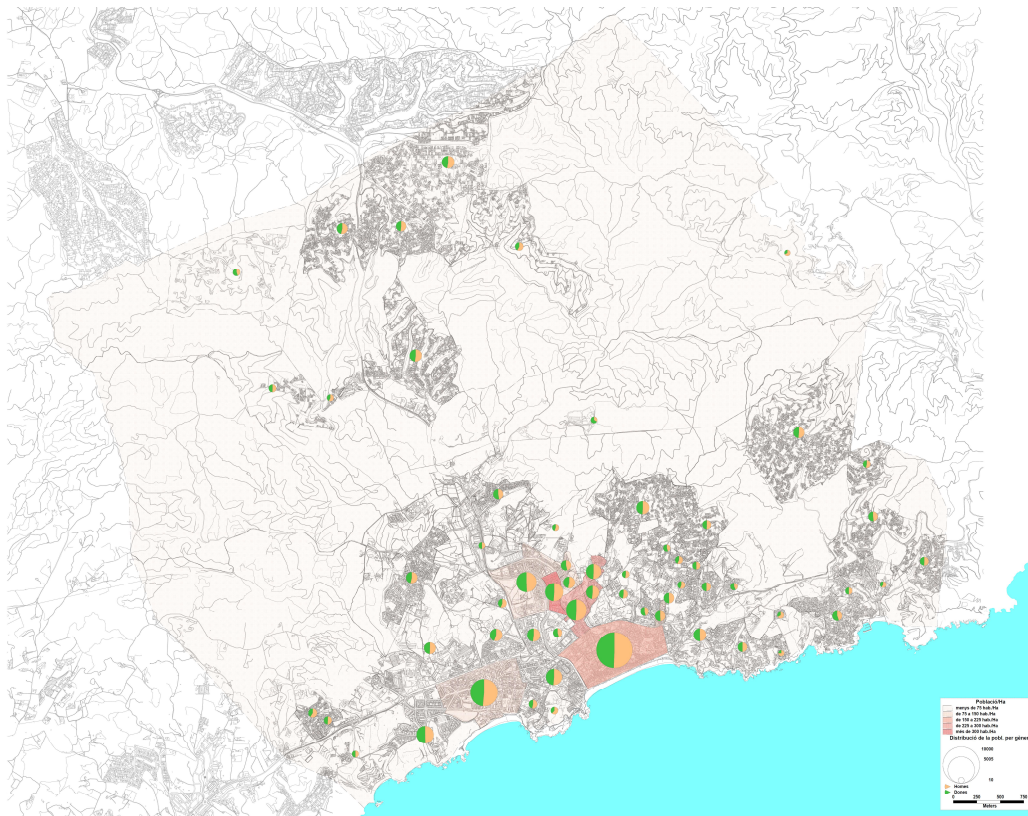 Població/Ha
menys de 75 hab./Ha
de 75 a 150 hab./Ha
de 150 a 225 hab./Ha
de 225 a 300 hab./Ha
més de 300 hab./Ha
Distribució de la pobl. per gènere
10000
5005
10
Homes
Dones
0 250 500 750
Meters